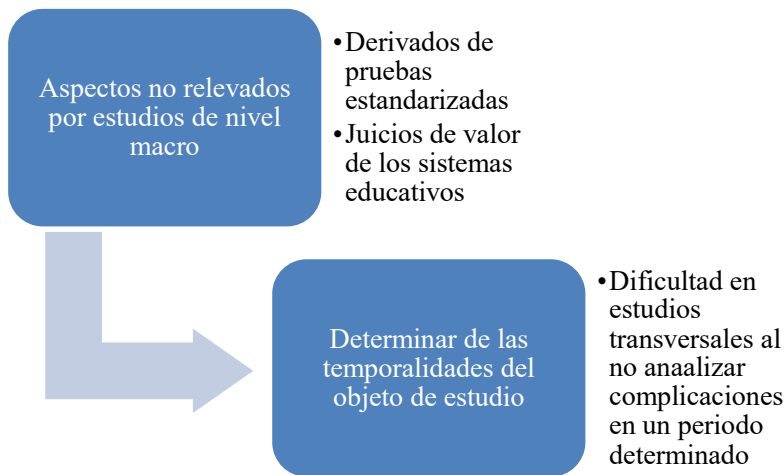 Aspectos no relevados
por estudios de nivel
macro
•Derivados de
pruebas
estandarizadas
•Juicios de valor
de los sistemas
educativos
Determinar de las
temporalidades del
objeto de estudio
•Dificultad en
estudios
transversales al
no anaalizar
complicaciones
en un periodo
determinado